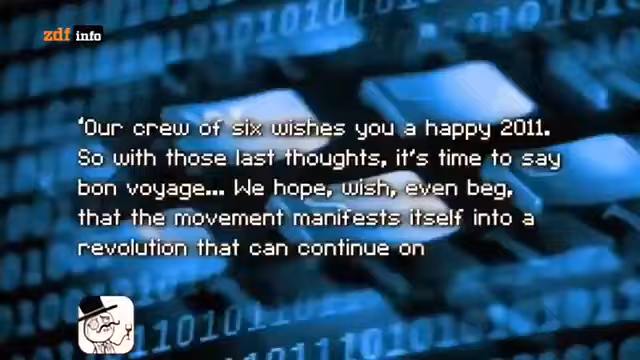 zdf info
'Our crew of six wishes you a happy 2011.
So with those last thoughts, it's time to say
bon voyage... We hope, wish, even beg,
that the movement manifests itself into a
revolution that can continue on